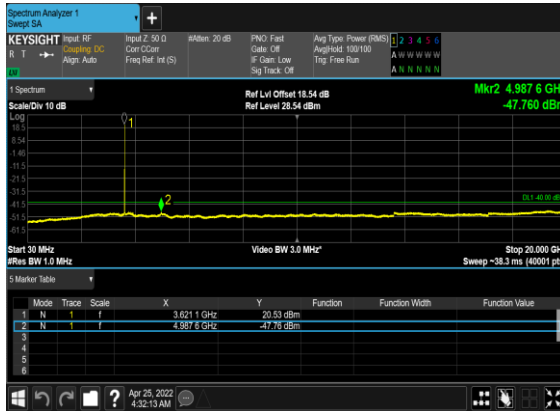 Spectrum Analyzer 1
Swept SA
+
KEYSIGHT
R T
LXI
Input: RF
Coupling: DC
Align: Auto
Input Z: 50 Ω
Corr CCorr
Freq Ref: Int (S)
#Atten: 20 dB
PNO: Fast
Gate: Off
IF Gain: Low
Sig Track: Off
Avg Type: Power (RMS)
Avg|Hold: 100/100
Trig: Free Run
1 2 3 4 5 6
A W W W W W
A N N N N N
1 Spectrum
Scale/Div 10 dB
Ref Lvl Offset 18.54 dB
Ref Level 28.54 dBm
Mkr2 4.987 6 GHz
-47.760 dBm
Log
18.5
8.54
-1.46
-11.5
-21.5
-31.5
-41.5
-51.5
-61.5
1
2
DL1 -40.00 dBm
Start 30 MHz
#Res BW 1.0 MHz
Video BW 3.0 MHz*
Stop 20.000 GHz
Sweep ~38.3 ms (40001 pts)
5 Marker Table
Mode Trace Scale X Y Function Function Width Function Value
1 N 1 f 3.621 1 GHz 20.53 dBm
2 N 1 f 4.987 6 GHz -47.76 dBm
3
4
5
6
?
Apr 25, 2022
4:32:13 AM